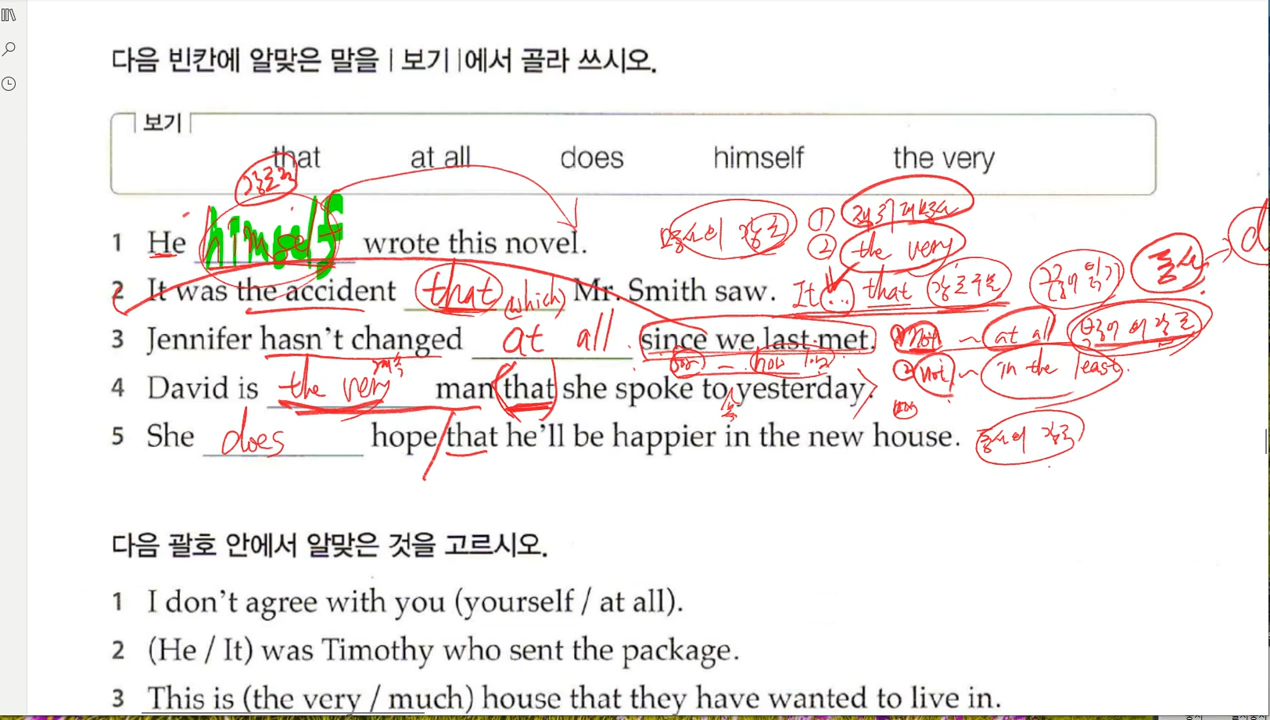 다음 빈칸에 알맞은 말을 | 보기 |에서 골라 쓰시오.
| 보기 |
that at all does himself the very
강조용법
1 He himself wrote this novel. 명사의 강조 ① 재귀대명사
② the very
2 It was the accident that (which) Mr. Smith saw. It ... that 강조구문 동사 → d
3 Jennifer hasn't changed at all since we last met. ① Not ~ at all 부정어의 강조
② not ~ in the least
4 David is the very man that she spoke to yesterday.
5 She does hope that he'll be happier in the new house. 동사의 강조
다음 괄호 안에서 알맞은 것을 고르시오.
1 I don't agree with you (yourself / at all).
2 (He / It) was Timothy who sent the package.
3 This is (the very / much) house that they have wanted to live in.